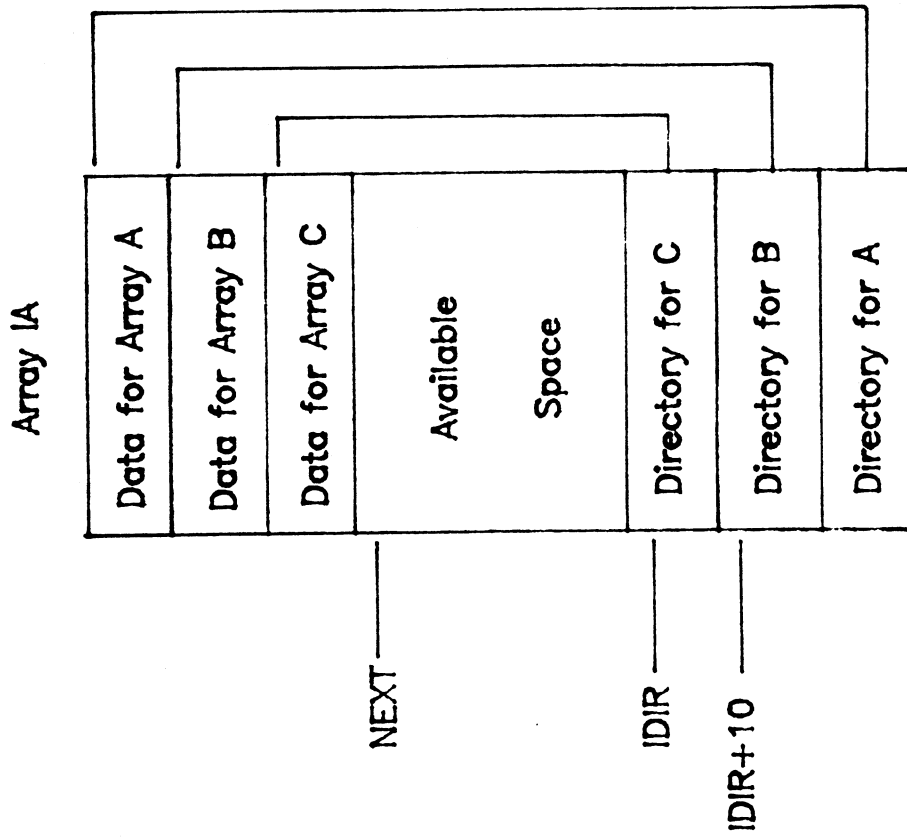 Array IA
Data for Array A
Data for Array B
Data for Array C
Available
Space
Directory for C
Directory for B
Directory for A
NEXT
IDIR
IDIR+10